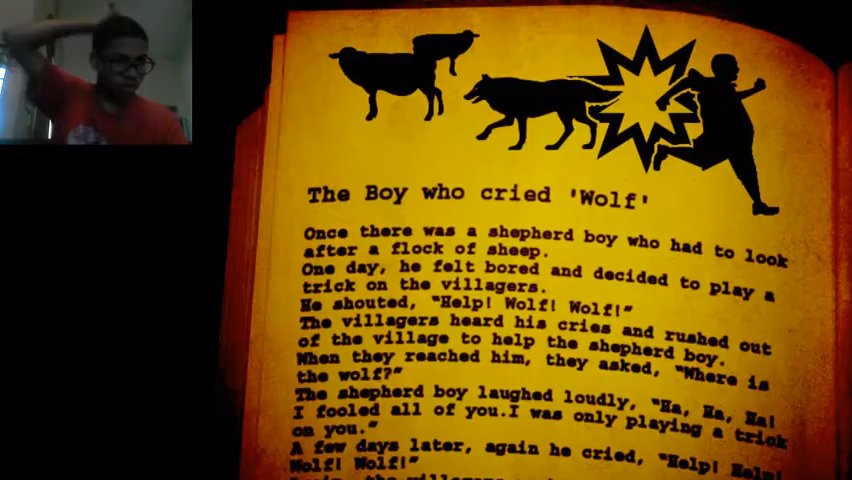 The Boy who cried 'Wolf'
Once there was a shepherd boy who had to look
after a flock of sheep.
One day, he felt bored and decided to play a
trick on the villagers.
He shouted, "Help! Wolf! Wolf!"
The villagers heard his cries and rushed out
of the village to help the shepherd boy.
When they reached him, they asked, "Where is
the wolf?"
The shepherd boy laughed loudly, "Ha, Ha, Ha!
I fooled all of you.I was only playing a trick
on you."
A few days later, again he cried, "Help! Help!
Wolf! Wolf!"